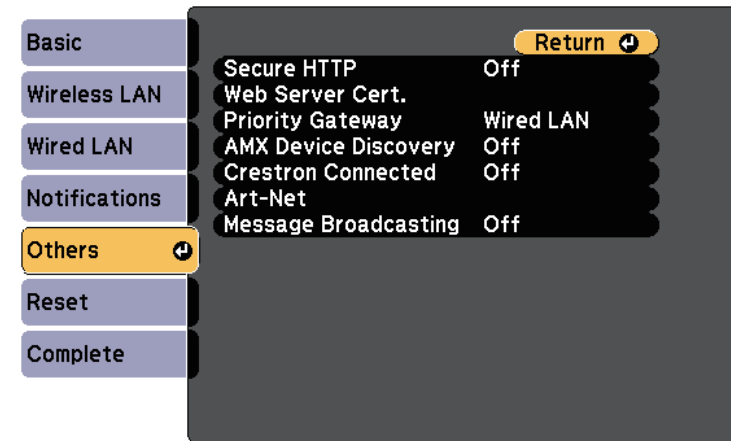 Basic
Wireless LAN
Wired LAN
Notifications
Others
Reset
Complete
Return
Secure HTTP Off
Web Server Cert.
Priority Gateway Wired LAN
AMX Device Discovery Off
Crestron Connected Off
Art-Net
Message Broadcasting Off